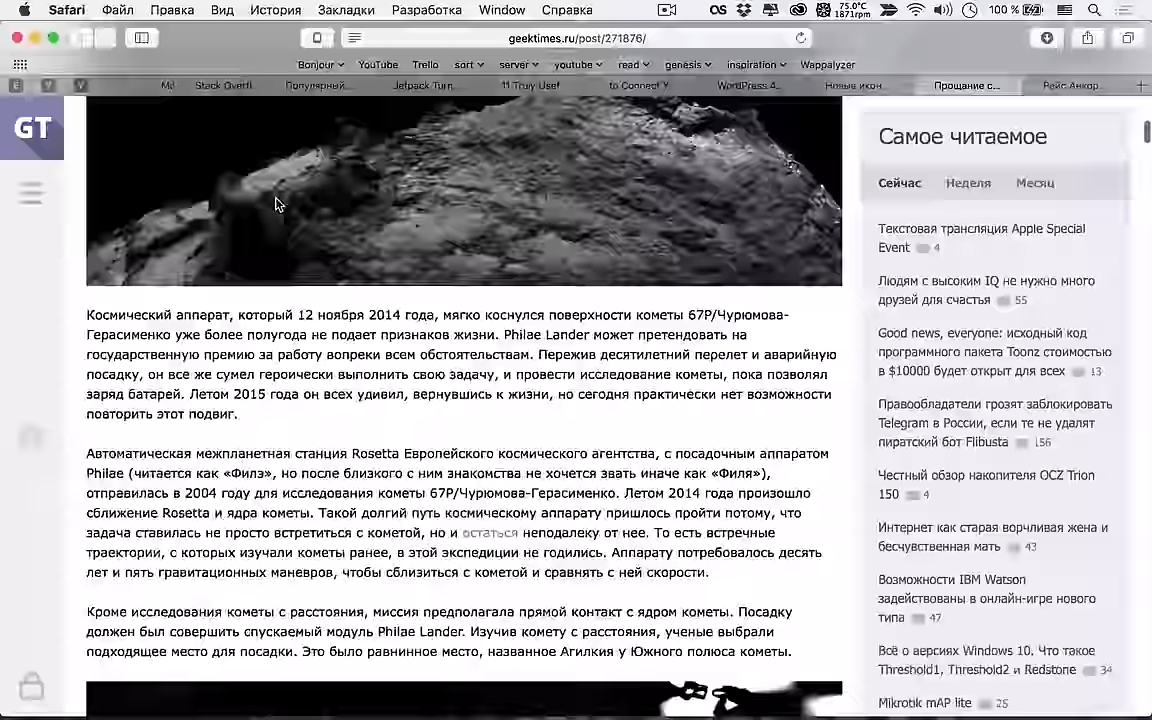 Safari Файл Правка Вид История Закладки Разработка Window Справка 75.0°C 1871rpm 100 %
geektimes.ru/post/271876/
Bonjour YouTube Trello sort server youtube read genesis inspiration Wappalyzer
Stack Overfl. Популярный... Jetpack Turn... 11 Truly Usef to Connect Y WordPress A... Новые икон... Прощание с... Рейс Анкор...
GT
Самое читаемое
Сейчас Неделя Месяц
Космический аппарат, который 12 ноября 2014 года, мягко коснулся поверхности кометы 67P/Чурюмова-
Герасименко уже более полугода не подает признаков жизни. Philae Lander может претендовать на
государственную премию за работу вопреки всем обстоятельствам. Пережив десятилетний перелет и аварийную
посадку, он все же сумел героически выполнить свою задачу, и провести исследование кометы, пока позволял
заряд батарей. Летом 2015 года он всех удивил, вернувшись к жизни, но сегодня практически нет возможности
повторить этот подвиг.
Автоматическая межпланетная станция Rosetta Европейского космического агентства, с посадочным аппаратом
Philae (читается как «Филэ», но после близкого с ним знакомства не хочется звать иначе как «Филя»),
отправилась в 2004 году для исследования кометы 67P/Чурюмова-Герасименко. Летом 2014 года произошло
сближение Rosetta и ядра кометы. Такой долгий путь космическому аппарату пришлось пройти потому, что
задача ставилась не просто встретиться с кометой, но и остаться неподалеку от нее. То есть встречные
траектории, с которых изучали кометы ранее, в этой экспедиции не годились. Аппарату потребовалось десять
лет и пять гравитационных маневров, чтобы сблизиться с кометой и сравнять с ней скорости.
Кроме исследования кометы с расстояния, миссия предполагала прямой контакт с ядром кометы. Посадку
должен был совершить спускаемый модуль Philae Lander. Изучив комету с расстояния, ученые выбрали
подходящее место для посадки. Это было равнинное место, названное Агилкия у Южного полюса кометы.
Текстовая трансляция Apple Special
Event 4
Людям с высоким IQ не нужно много
друзей для счастья 55
Good news, everyone: исходный код
программного пакета Toonz стоимостью
в $10000 будет открыт для всех 13
Правообладатели грозят заблокировать
Telegram в России, если те не удалят
пиратский бот Flibusta 156
Честный обзор накопителя OCZ Trion
150 4
Интернет как старая ворчливая жена и
бесчувственная мать 43
Возможности IBM Watson
задействованы в онлайн-игре нового
типа 47
Всё о версиях Windows 10. Что такое
Threshold1, Threshold2 и Redstone 34
Mikrotik mAP lite 25